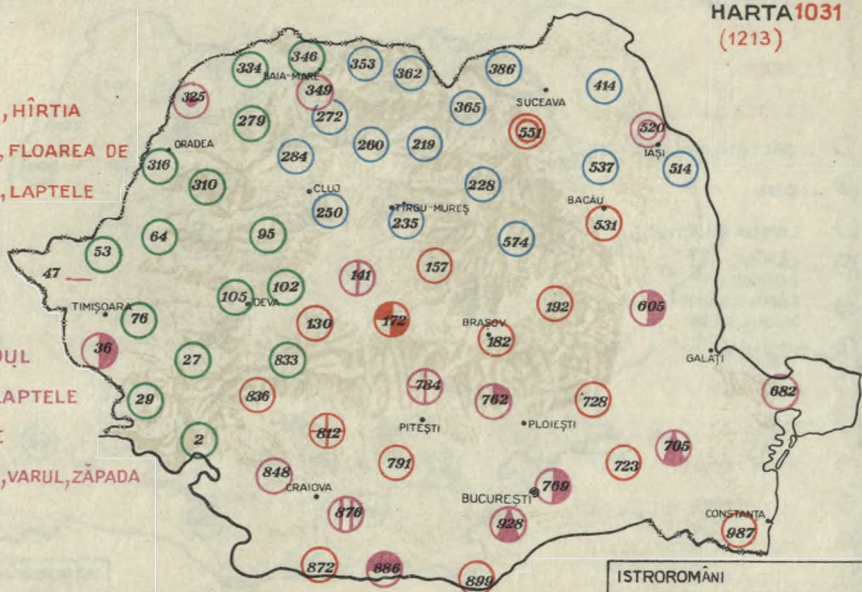 HARTA 1031
(1213)
346
334
353
362
386
BAIA-MARE
414
325
349
SUCEAVA
365
, HÎRTIA
272
279
551
520
ORADEA
260
219
IAȘI
, FLOAREA DE
284
316
537
514
310
228
, LAPTELE
CLUJ
TÎRGU-MUREȘ
BACĂU
250
235
531
64
95
574
53
157
47
141
102
105
DEVA
192
TIMIȘOARA
605
76
130
172
BRAȘOV
182
36
GALAȚI
27
833
784
682
29
836
762
728
LAPTELE
PITEȘTI
PLOIEȘTI
812
2
705
791
723
, VARUL, ZĂPADA
848
CRAIOVA
769
BUCUREȘTI
876
928
CONSTANȚA
987
872
886
899
ISTROROMÂNI